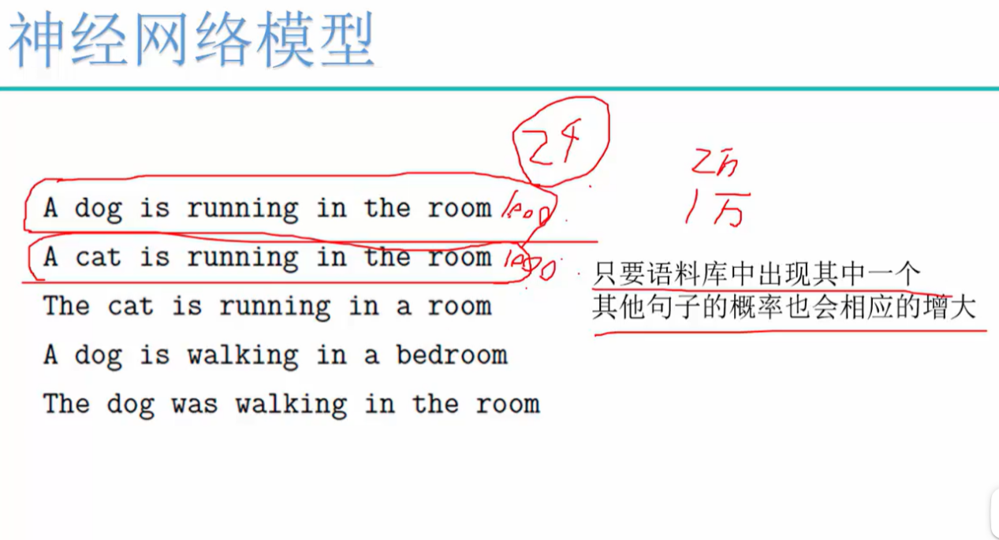 神经网络模型
24
2万
1万
A dog is running in the room 1000
A cat is running in the room 1000
The cat is running in a room
A dog is walking in a bedroom
The dog was walking in the room
只要语料库中出现其中一个
其他句子的概率也会相应的增大